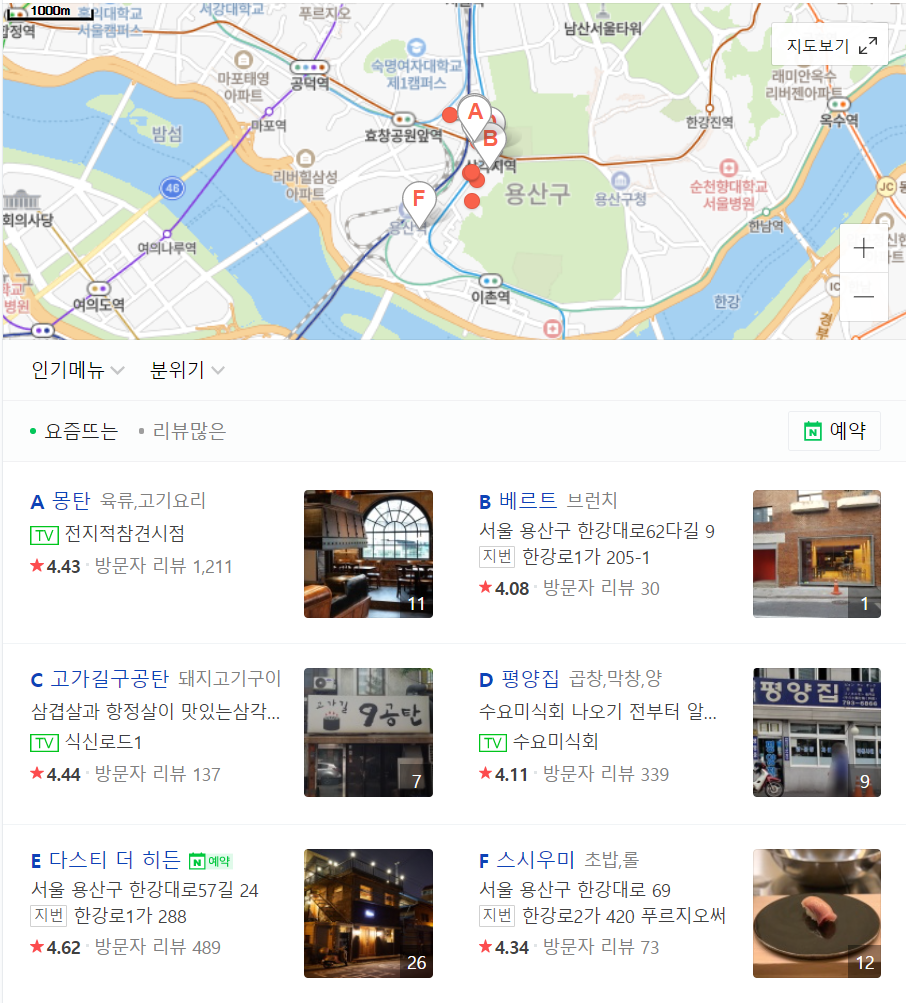 1000m
홍익대학교
서울캠퍼스
서강대학교
푸르지오
남산서울타워
지도보기
합정역
마포태영
아파트
공덕역
숙명여자대학교
제1캠퍼스
래미안옥수
리버젠아파트
밤섬
마포역
효창공원앞역
A
B
삼각지역
한강진역
옥수역
46
리버힐삼성
아파트
F
용산구
용산구청
순천향대학교
서울병원
JC
회의사당
여의나루역
용산역
한남역
여의도역
이촌역
한강
IC
학교
병원
경부
인기메뉴
분위기
요즘뜨는
리뷰많은
N 예약
A 몽탄 육류,고기요리
TV 전지적참견시점
★4.43 · 방문자 리뷰 1,211
11
B 베르트 브런치
서울 용산구 한강대로62다길 9
지번 한강로1가 205-1
★4.08 · 방문자 리뷰 30
1
C 고가길구공탄 돼지고기구이
삼겹살과 항정살이 맛있는삼각...
TV 식신로드1
★4.44 · 방문자 리뷰 137
고가길 9공탄
7
D 평양집 곱창,막창,양
수요미식회 나오기 전부터 알...
TV 수요미식회
★4.11 · 방문자 리뷰 339
평양집
793-6866
9
E 다스티 더 히든 N 예약
서울 용산구 한강대로57길 24
지번 한강로1가 288
★4.62 · 방문자 리뷰 489
26
F 스시우미 초밥,롤
서울 용산구 한강대로 69
지번 한강로2가 420 푸르지오써
★4.34 · 방문자 리뷰 73
12